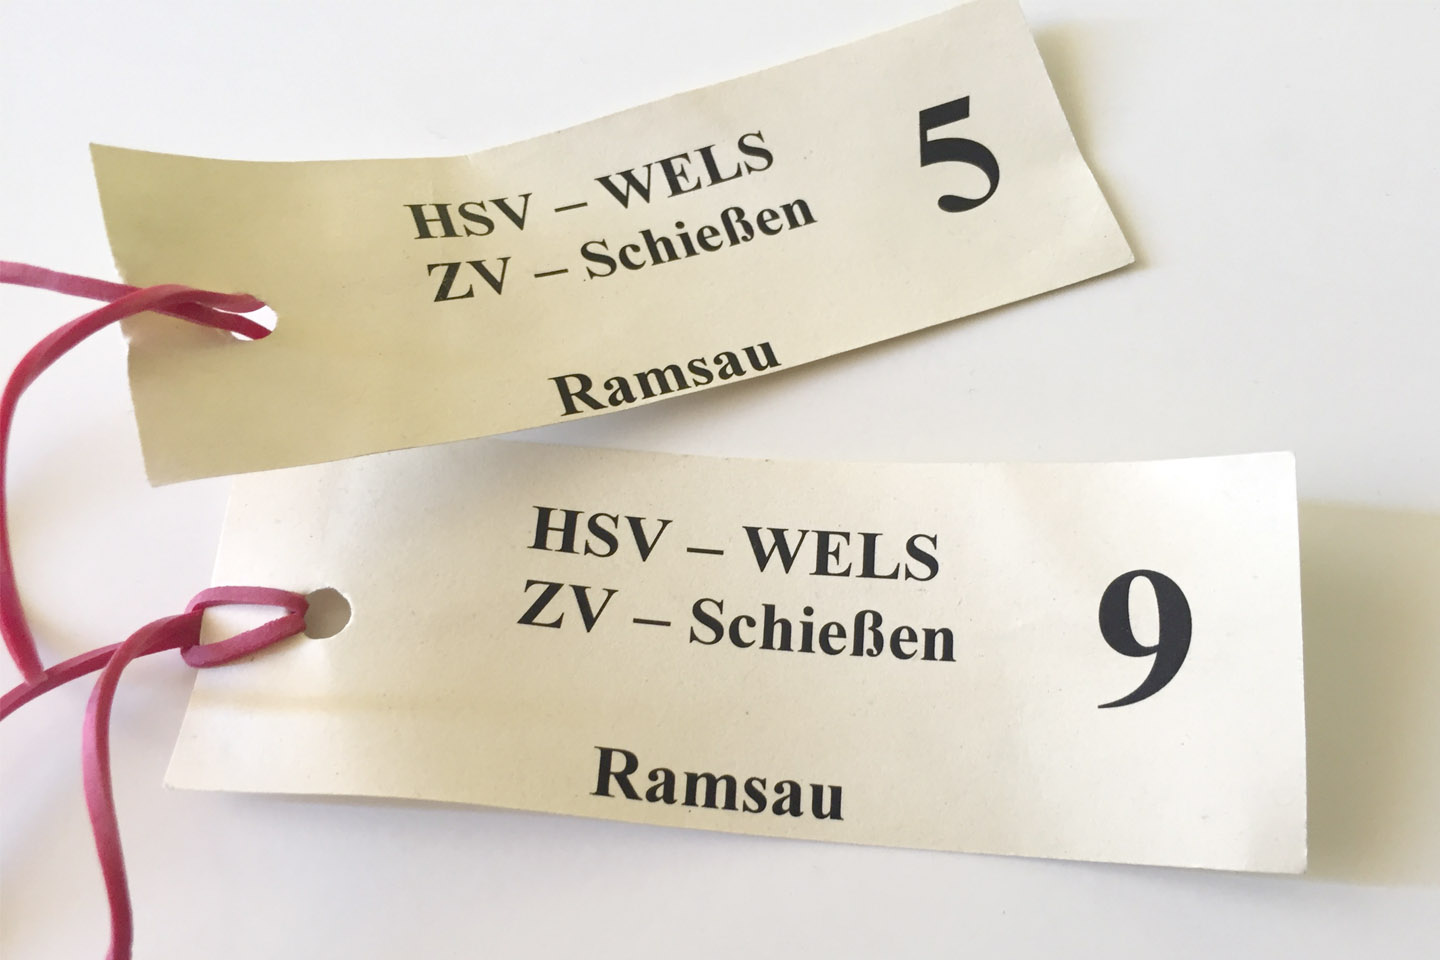 HSV – WELS
ZV – Schießen
5
Ramsau
HSV – WELS
ZV – Schießen
9
Ramsau